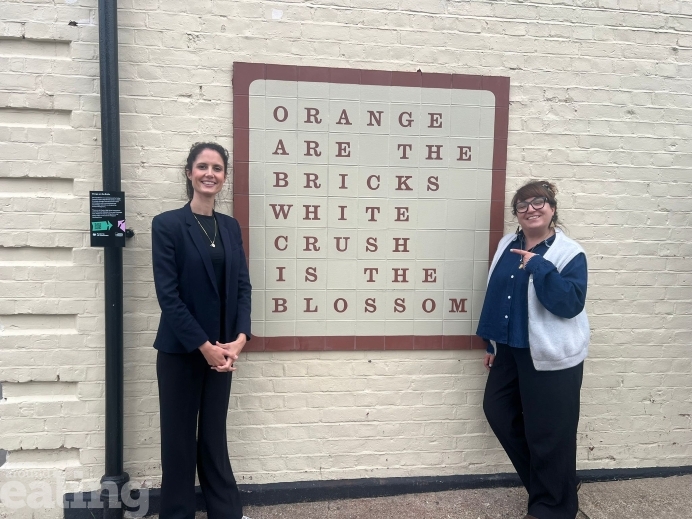 ORANGE
ARE THE
BRICKS
WHITE
CRUSH
IS THE
BLOSSOM
ealing